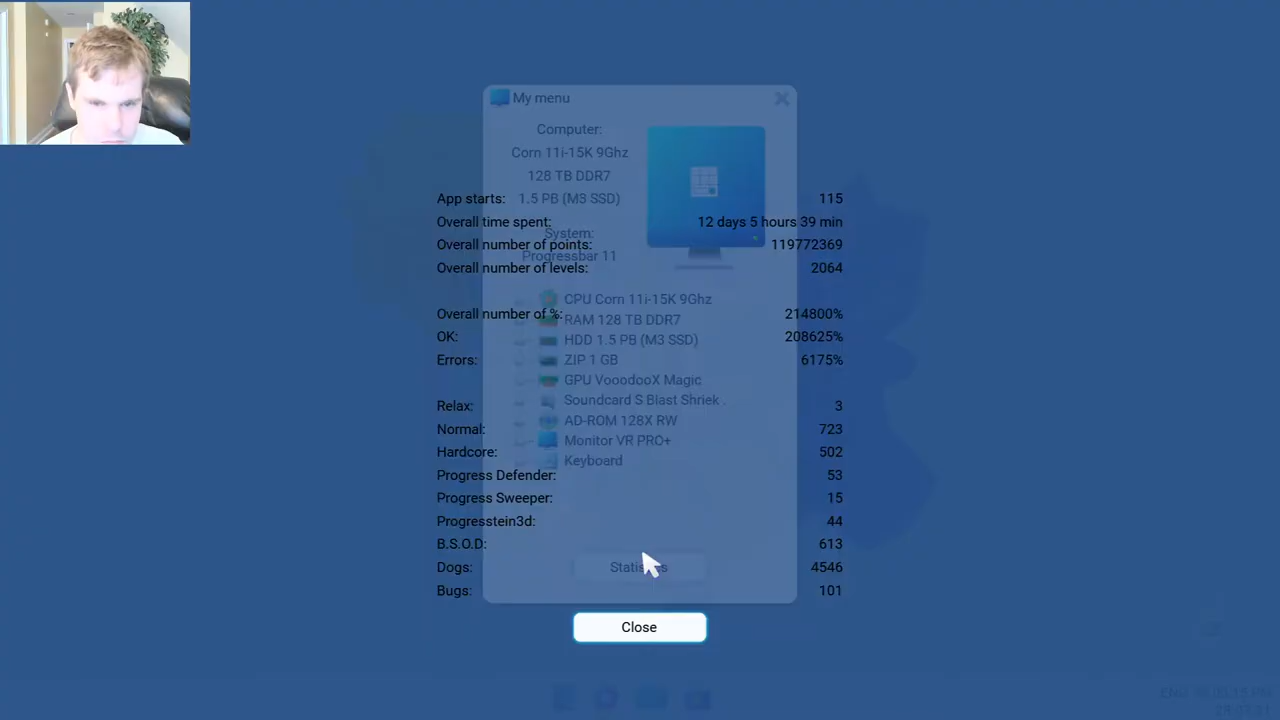 My menu
Computer:
Corn 11i-15K 9Ghz
128 TB DDR7
1.5 PB (M3 SSD)
System:
Progressbar 11
CPU Corn 11i-15K 9Ghz
RAM 128 TB DDR7
HDD 1.5 PB (M3 SSD)
ZIP 1 GB
GPU VooodooX Magic
Soundcard S Blast Shriek .
AD-ROM 128X RW
Monitor VR PRO+
Keyboard
Statistics
App starts: 115
Overall time spent: 12 days 5 hours 39 min
Overall number of points: 119772369
Overall number of levels: 2064
Overall number of %: 214800%
OK: 208625%
Errors: 6175%
Relax: 3
Normal: 723
Hardcore: 502
Progress Defender: 53
Progress Sweeper: 15
Progresstein3d: 44
B.S.O.D: 613
Dogs: 4546
Bugs: 101
Close
ENG